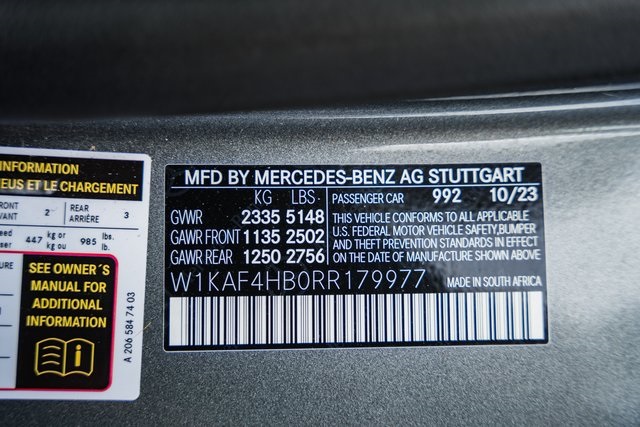 INFORMATION
EUS ET LE CHARGEMENT
FRONT 2 REAR 3
VANT ARRIÈRE
447 kg or 985 lbs.
kg ou lb.
SEE OWNER´S
MANUAL FOR
ADDITIONAL
INFORMATION
A 206 584 74 03
MFD BY MERCEDES-BENZ AG STUTTGART
KG LBS
GVWR 2335 5148
GAWR FRONT 1135 2502
GAWR REAR 1250 2756
PASSENGER CAR 992 10/23
THIS VEHICLE CONFORMS TO ALL APPLICABLE
U.S. FEDERAL MOTOR VEHICLE SAFETY,BUMPER
AND THEFT PREVENTION STANDARDS IN EFFECT
ON THE DATE OF MANUFACTURE SHOWN ABOVE
W1KAF4HB0RR179977 MADE IN SOUTH AFRICA